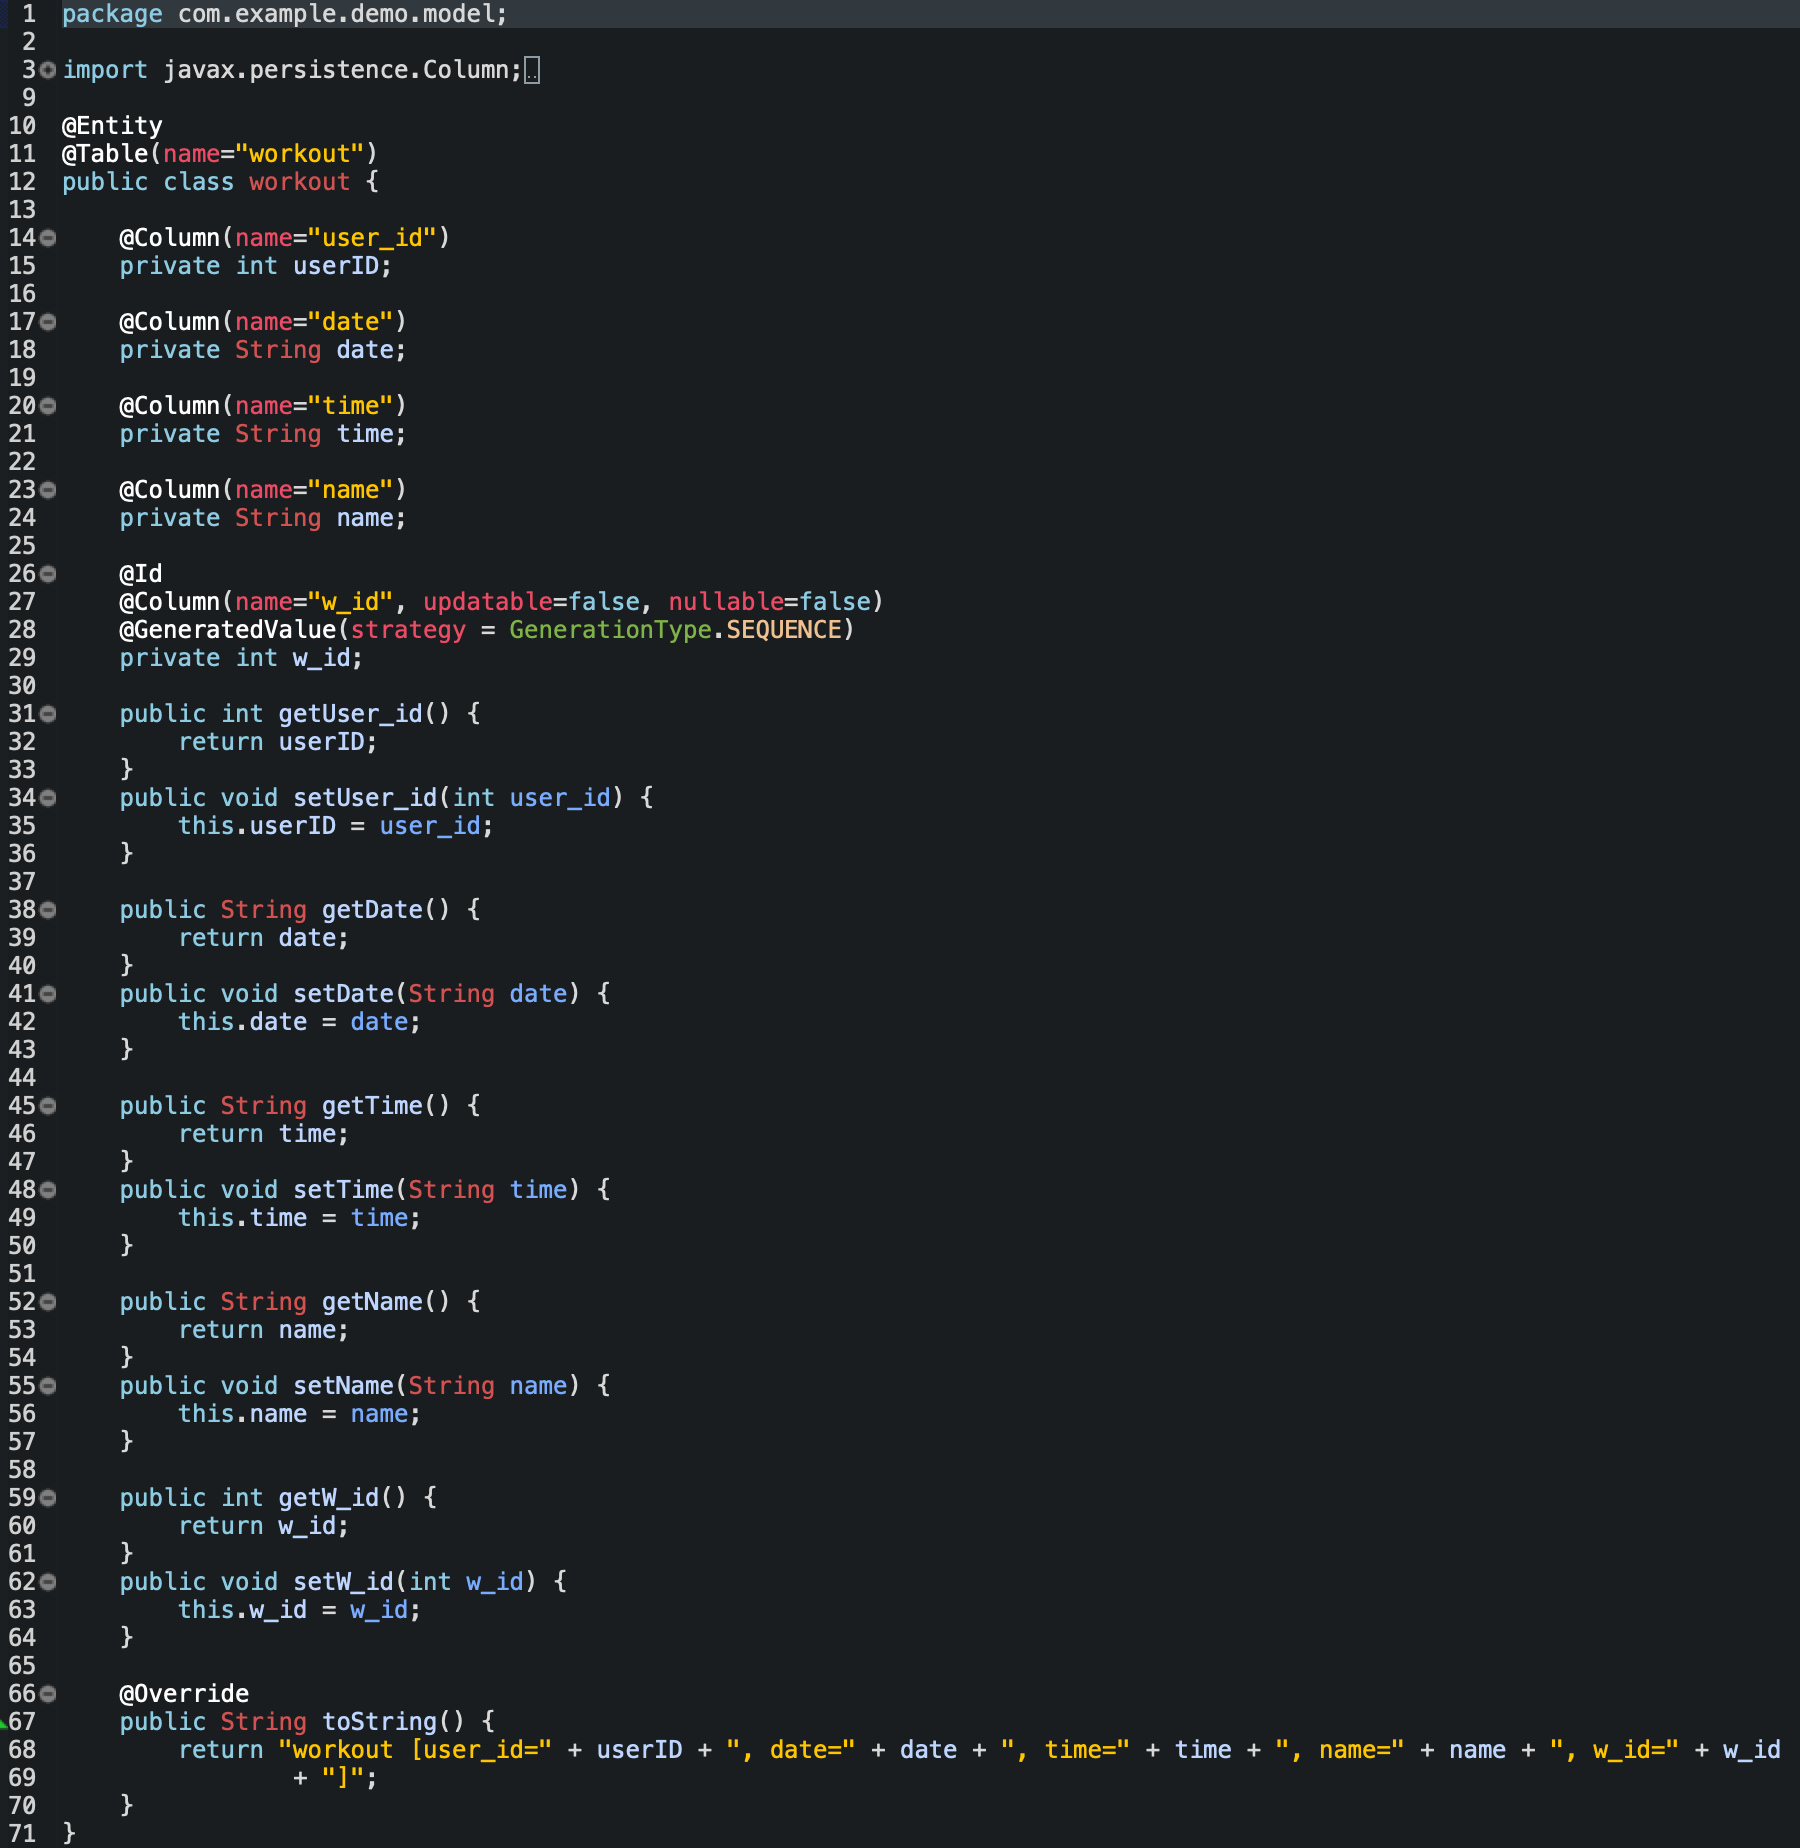 1 package com.example.demo.model;
2
3 import javax.persistence.Column;
9
10 @Entity
11 @Table(name="workout")
12 public class workout {
13
14 @Column(name="user_id")
15 private int userID;
16
17 @Column(name="date")
18 private String date;
19
20 @Column(name="time")
21 private String time;
22
23 @Column(name="name")
24 private String name;
25
26 @Id
27 @Column(name="w_id", updatable=false, nullable=false)
28 @GeneratedValue(strategy = GenerationType.SEQUENCE)
29 private int w_id;
30
31 public int getUser_id() {
32 return userID;
33 }
34 public void setUser_id(int user_id) {
35 this.userID = user_id;
36 }
37
38 public String getDate() {
39 return date;
40 }
41 public void setDate(String date) {
42 this.date = date;
43 }
44
45 public String getTime() {
46 return time;
47 }
48 public void setTime(String time) {
49 this.time = time;
50 }
51
52 public String getName() {
53 return name;
54 }
55 public void setName(String name) {
56 this.name = name;
57 }
58
59 public int getW_id() {
60 return w_id;
61 }
62 public void setW_id(int w_id) {
63 this.w_id = w_id;
64 }
65
66 @Override
67 public String toString() {
68 return "workout [user_id=" + userID + ", date=" + date + ", time=" + time + ", name=" + name + ", w_id=" + w_id
69 + "]";
70 }
71 }